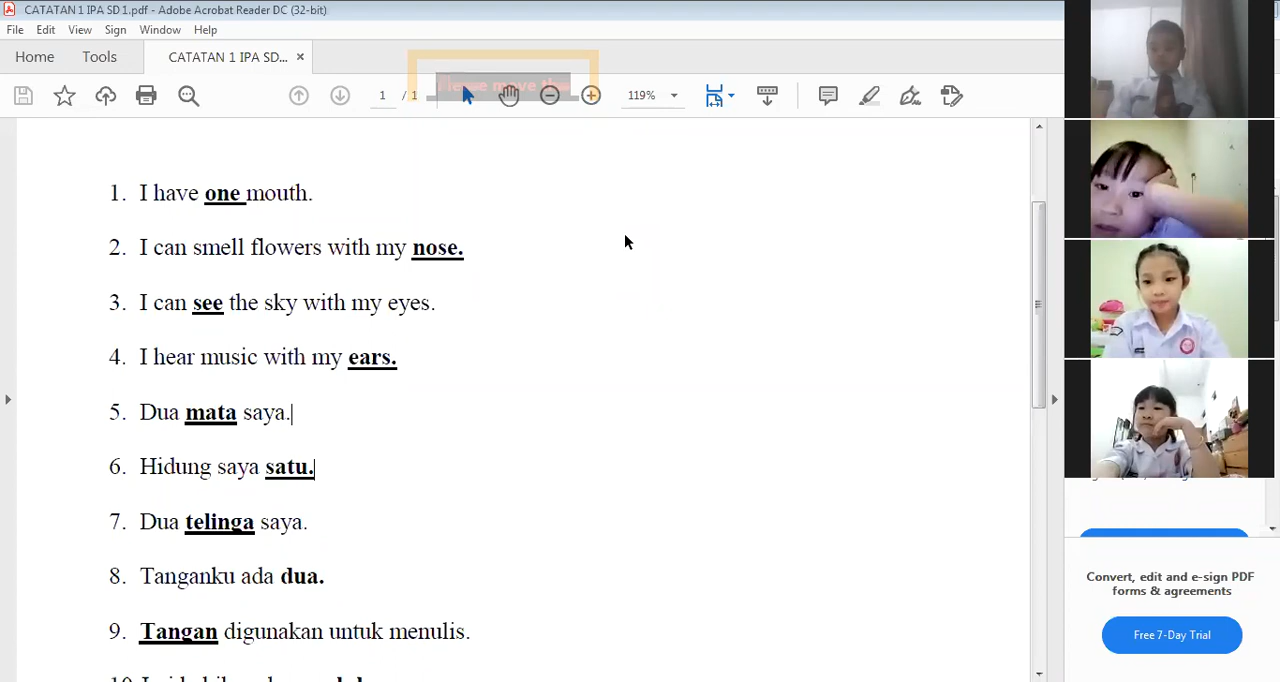 CATATAN 1 IPA SD 1.pdf - Adobe Acrobat Reader DC (32-bit)
File Edit View Sign Window Help
Home Tools CATATAN 1 IPA SD... ×
1 / 1 119%
1. I have one mouth.
2. I can smell flowers with my nose.
3. I can see the sky with my eyes.
4. I hear music with my ears.
5. Dua mata saya.
6. Hidung saya satu.
7. Dua telinga saya.
8. Tanganku ada dua.
9. Tangan digunakan untuk menulis.
Convert, edit and e-sign PDF
forms & agreements
Free 7-Day Trial